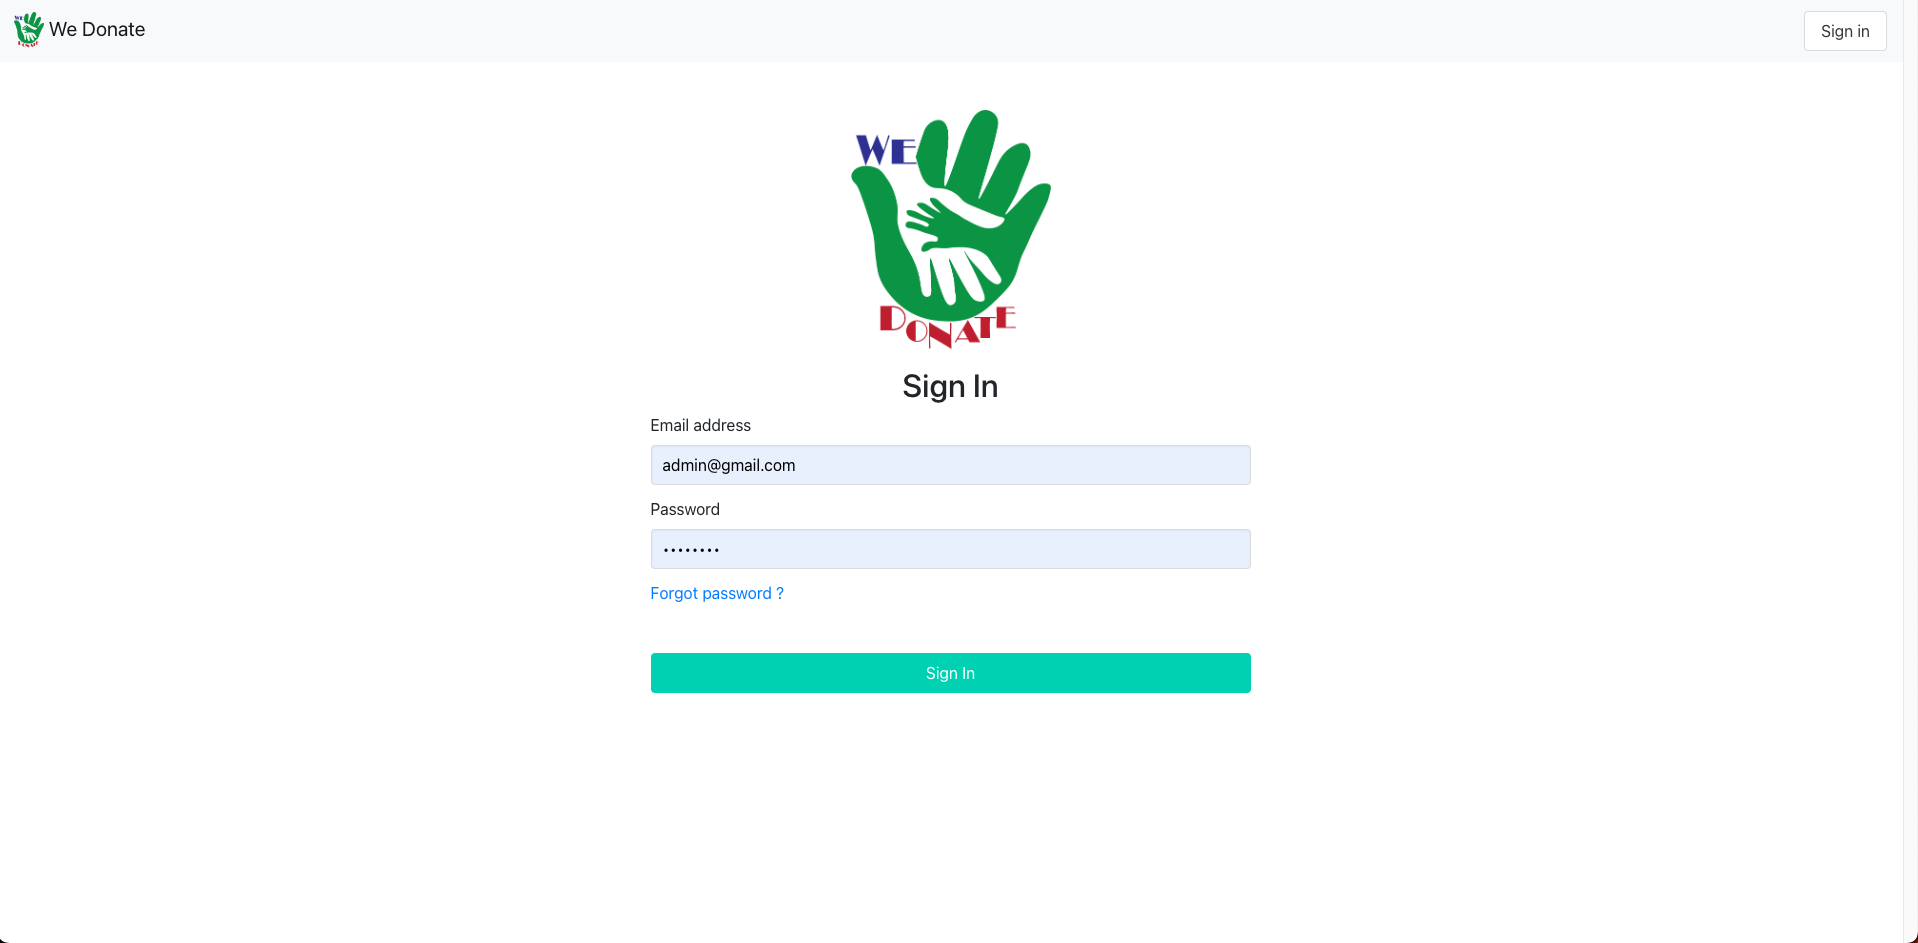 We Donate
Sign in
WE
DONATE
Sign In
Email address
admin@gmail.com
Password
••••••••
Forgot password ?
Sign In